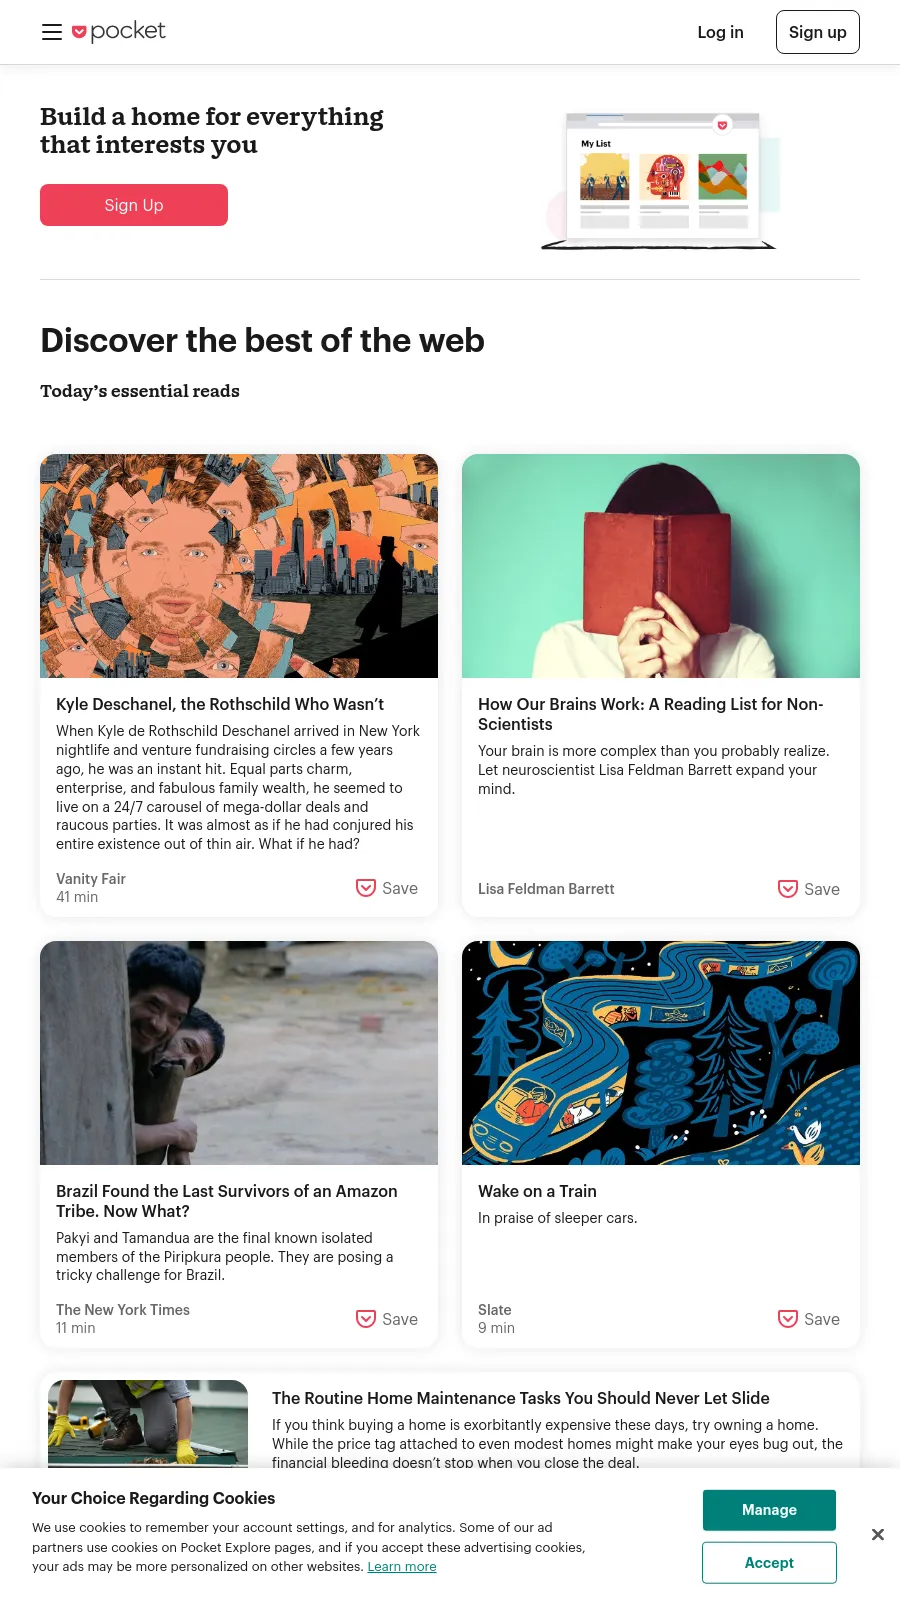 pocket
Log in
Sign up
Build a home for everything
that interests you
Sign Up
My List
Discover the best of the web
Today's essential reads
Kyle Deschanel, the Rothschild Who Wasn't
When Kyle de Rothschild Deschanel arrived in New York
nightlife and venture fundraising circles a few years
ago, he was an instant hit. Equal parts charm,
enterprise, and fabulous family wealth, he seemed to
live on a 24/7 carousel of mega-dollar deals and
raucous parties. It was almost as if he had conjured his
entire existence out of thin air. What if he had?
Vanity Fair
41 min
Save
How Our Brains Work: A Reading List for Non-
Scientists
Your brain is more complex than you probably realize.
Let neuroscientist Lisa Feldman Barrett expand your
mind.
Lisa Feldman Barrett
Save
Brazil Found the Last Survivors of an Amazon
Tribe. Now What?
Pakyi and Tamandua are the final known isolated
members of the Piripkura people. They are posing a
tricky challenge for Brazil.
The New York Times
11 min
Save
Wake on a Train
In praise of sleeper cars.
Slate
9 min
Save
The Routine Home Maintenance Tasks You Should Never Let Slide
If you think buying a home is exorbitantly expensive these days, try owning a home.
While the price tag attached to even modest homes might make your eyes bug out, the
financial bleeding doesn't stop when you close the deal.
Your Choice Regarding Cookies
We use cookies to remember your account settings, and for analytics. Some of our ad
partners use cookies on Pocket Explore pages, and if you accept these advertising cookies,
your ads may be more personalized on other websites. Learn more
Manage
Accept